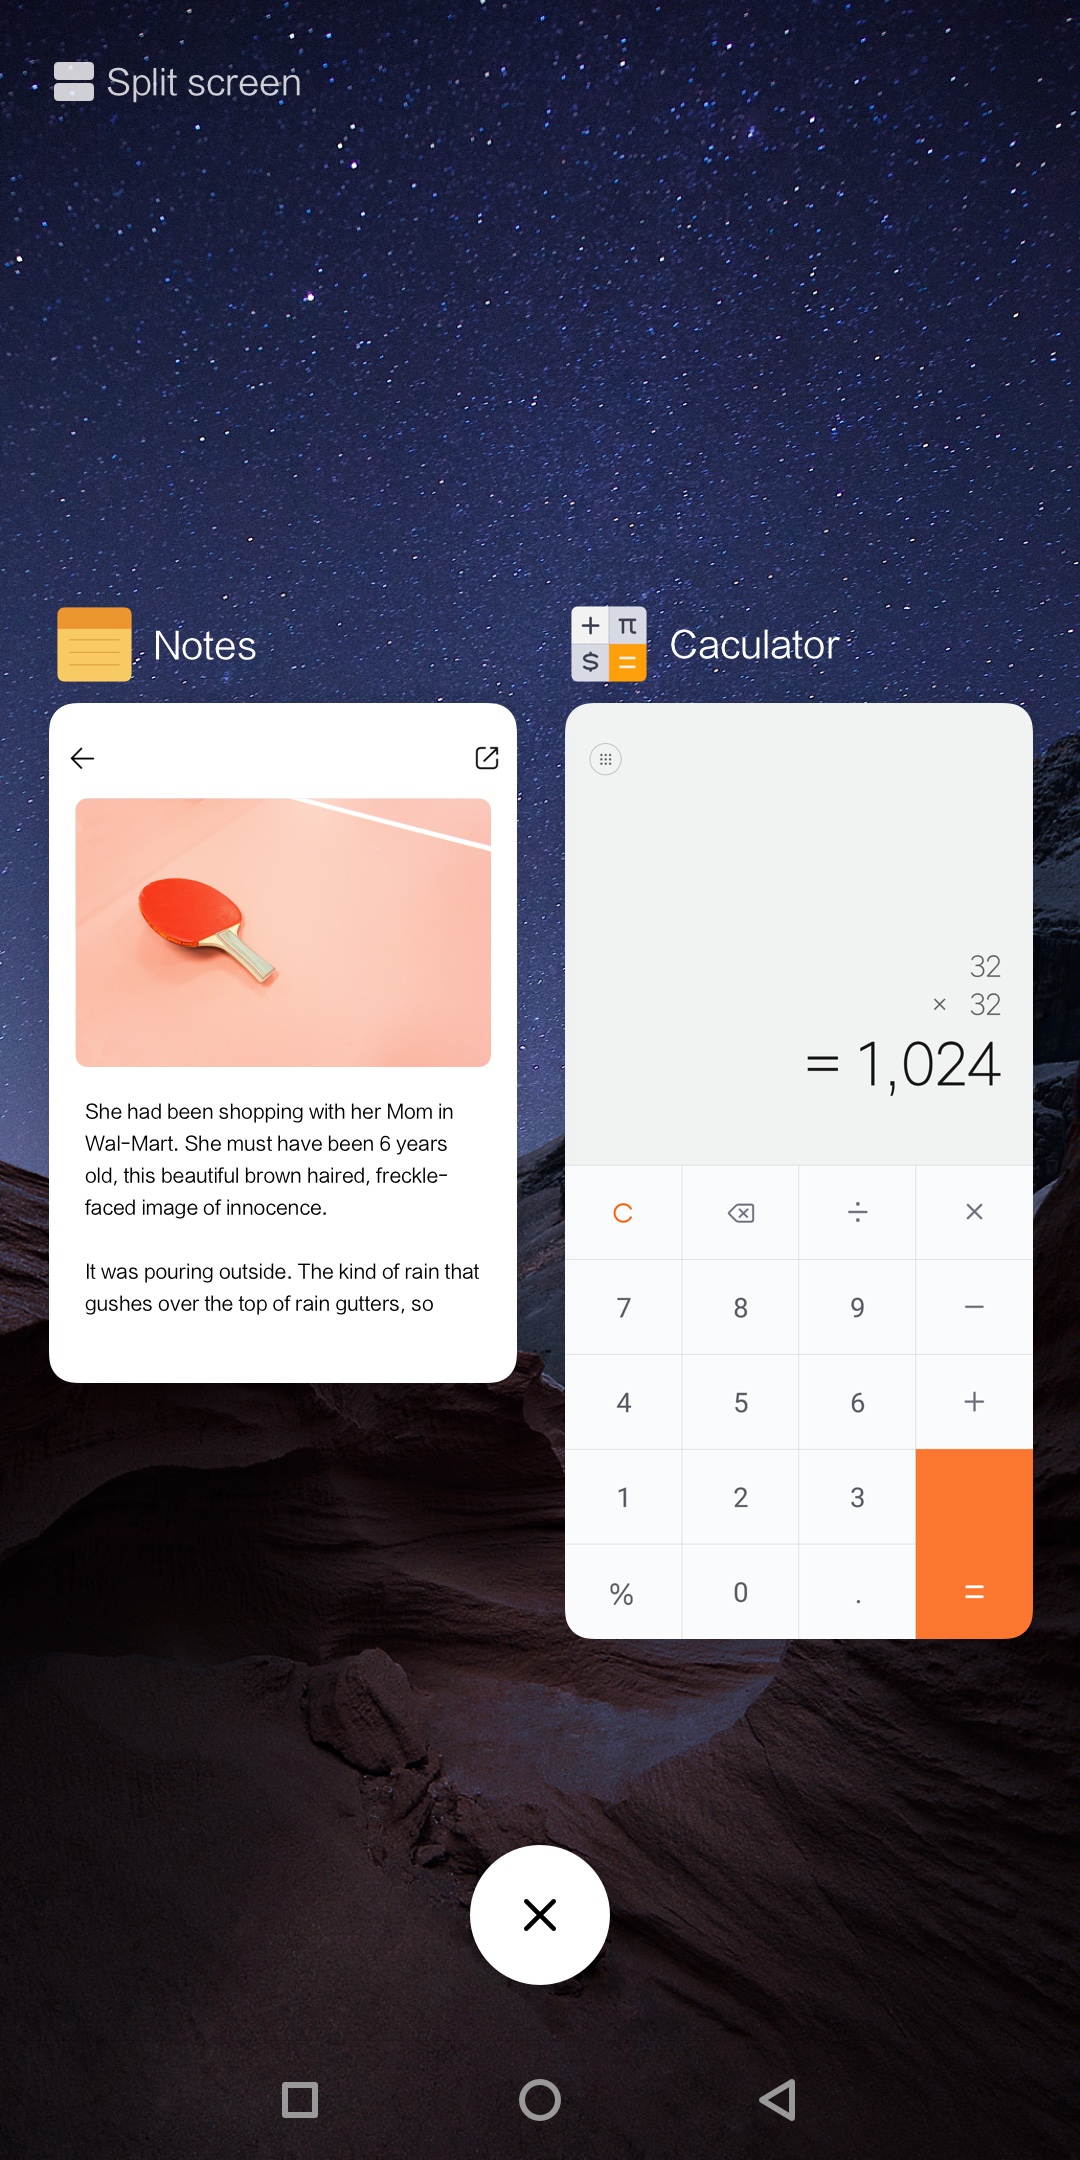 Split screen
Notes
Caculator
She had been shopping with her Mom in
Wal-Mart. She must have been 6 years
old, this beautiful brown haired, freckle-
faced image of innocence.
It was pouring outside. The kind of rain that
gushes over the top of rain gutters, so
32
× 32
= 1,024
C ÷ ×
7 8 9 −
4 5 6 +
1 2 3
% 0 . =